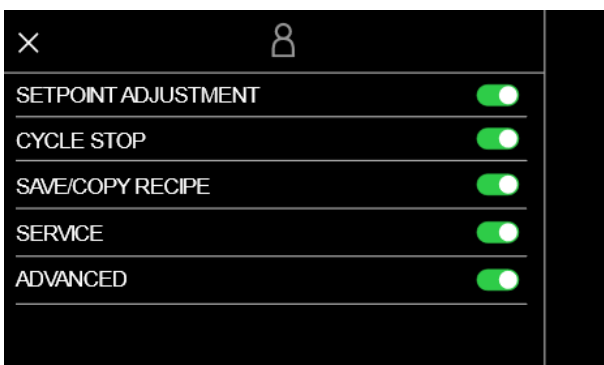 SETPOINT ADJUSTMENT
CYCLE STOP
SAVE/COPY RECIPE
SERVICE
ADVANCED